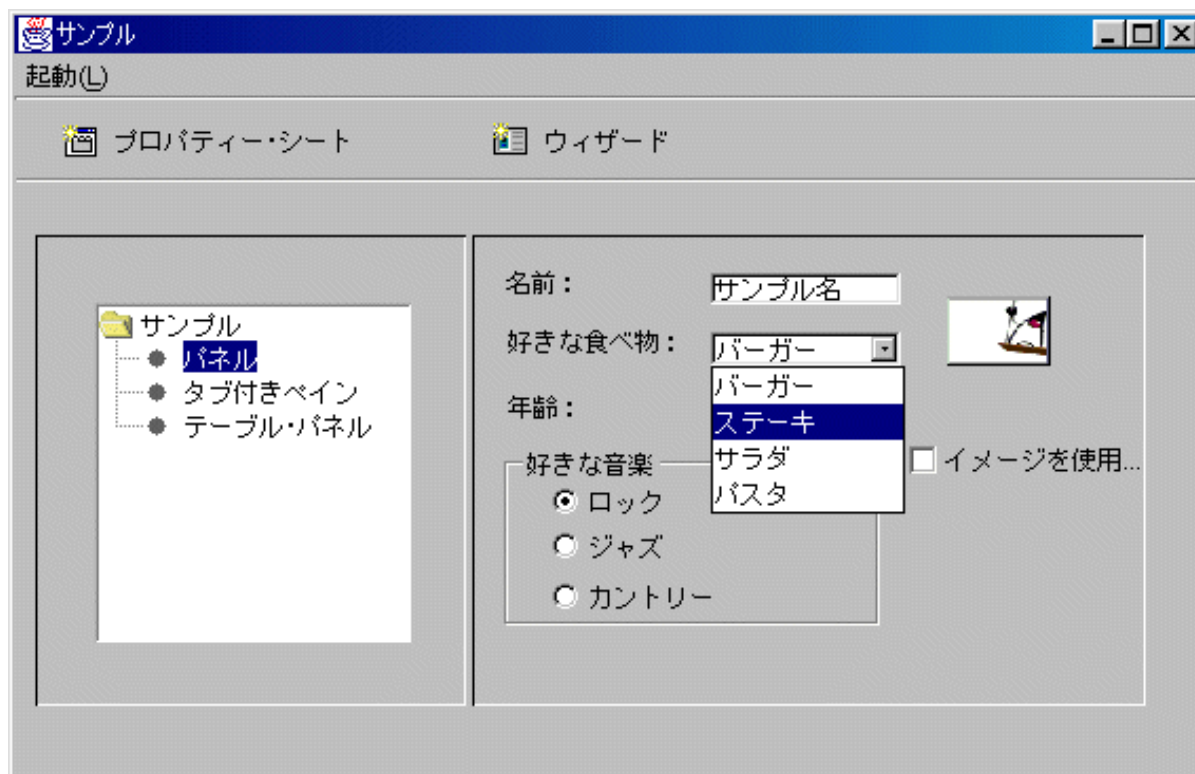 サンプル
起動(L)
プロパティー・シート
ウィザード
サンプル
パネル
タブ付きペイン
テーブル・パネル
名前：
サンプル名
好きな食べ物：
バーガー
バーガー
ステーキ
サラダ
パスタ
年齢：
好きな音楽
ロック
ジャズ
カントリー
イメージを使用...